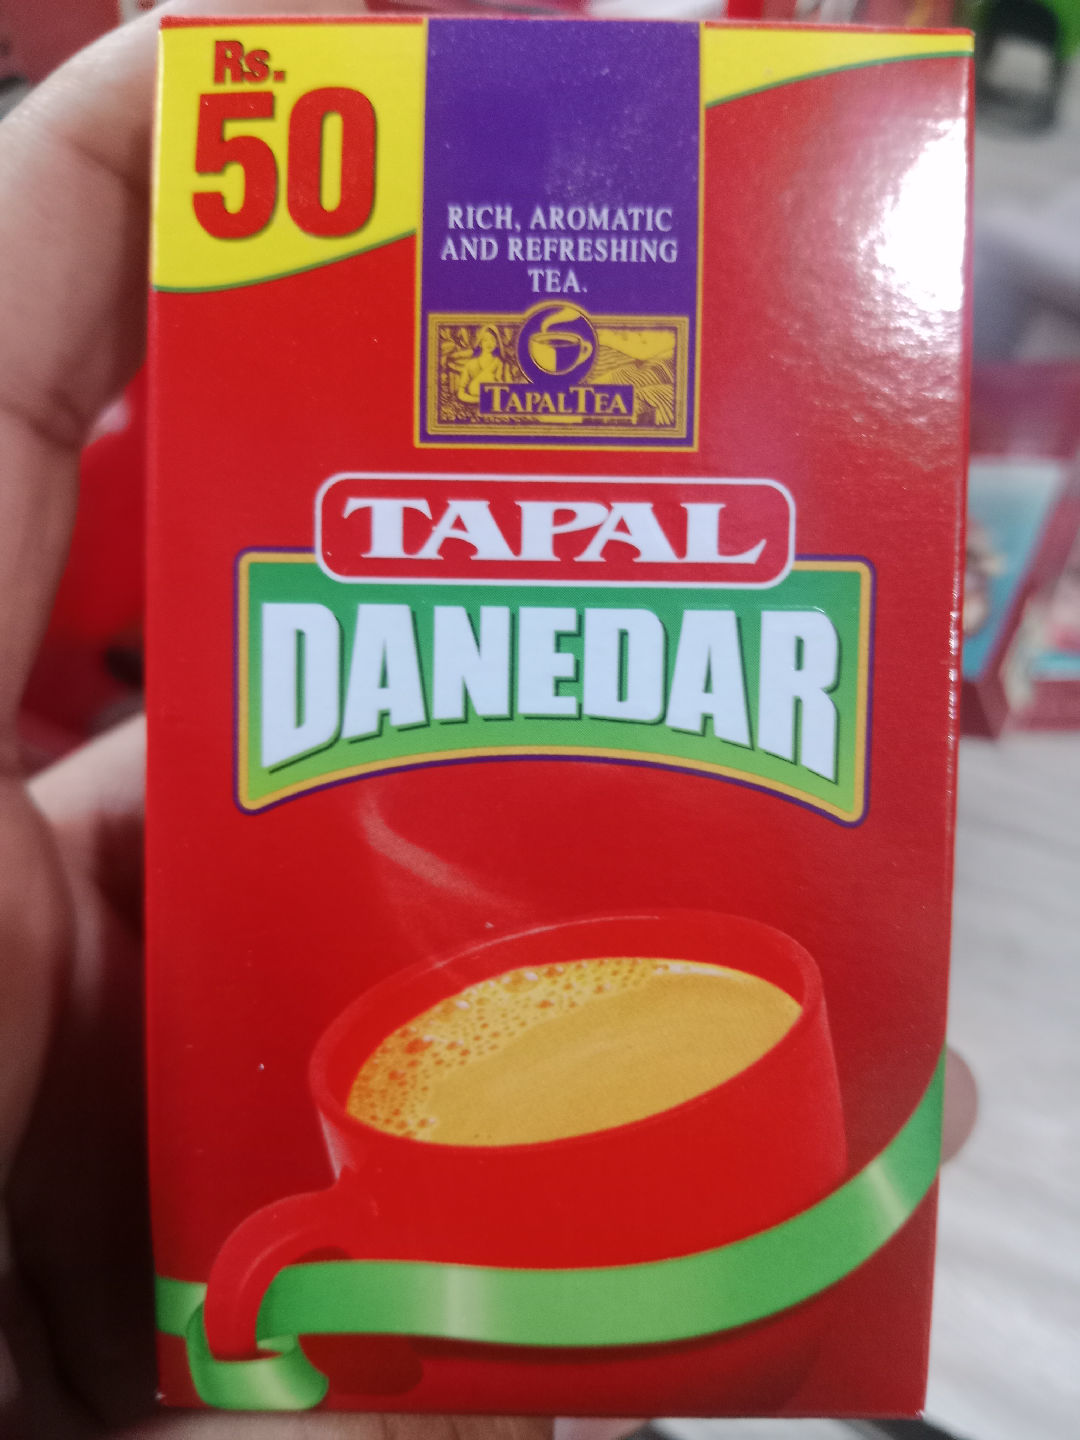 Rs.
50
RICH, AROMATIC
AND REFRESHING
TEA.
TAPAL TEA
TAPAL
DANEDAR